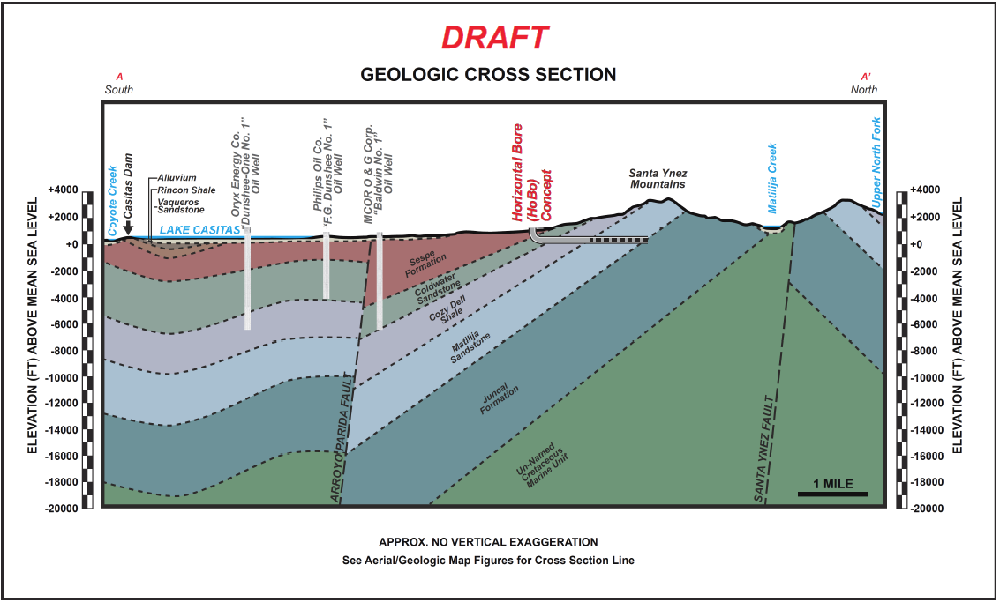 DRAFT
GEOLOGIC CROSS SECTION
A
South
A'
North
Coyote Creek
Casitas Dam
Alluvium
Rincon Shale
Vaqueros
Sandstone
LAKE CASITAS
Oryx Energy Co.
"Dunshee-One No. 1"
Oil Well
Philips Oil Co.
"F.G. Dunshee No. 1"
Oil Well
MCOR O & G Corp.
"Baldwin No. 1"
Oil Well
Horizontal Bore
(HoBo)
Concept
Santa Ynez
Mountains
Matilija Creek
Upper North Fork
ELEVATION (FT) ABOVE MEAN SEA LEVEL
+4000
+2000
+0
-2000
-4000
-6000
-8000
-10000
-12000
-14000
-16000
-18000
-20000
Sespe
Formation
Coldwater
Sandstone
Cozy Dell
Shale
Matilija
Sandstone
Juncal
Formation
Un-Named
Cretaceous
Marine Unit
ARROYO PARIDA FAULT
SANTA YNEZ FAULT
1 MILE
+4000
+2000
+0
-2000
-4000
-6000
-8000
-10000
-12000
-14000
-16000
-18000
-20000
ELEVATION (FT) ABOVE MEAN SEA LEVEL
APPROX. NO VERTICAL EXAGGERATION
See Aerial/Geologic Map Figures for Cross Section Line